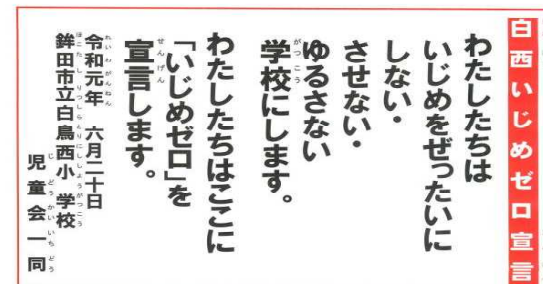 白西いじめゼロ宣言
わたしたちは
いじめをぜったいに
しない・
させない・
ゆるさない
学校にします。
わたしたちはここに
「いじめゼロ」を
宣言します。
令和元年 六月二十日
鉾田市立白鳥西小学校
児童会一同